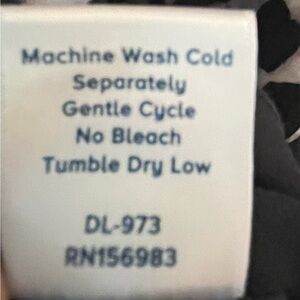 Machine Wash Cold
Separately
Gentle Cycle
No Bleach
Tumble Dry Low
DL-973
RN156983